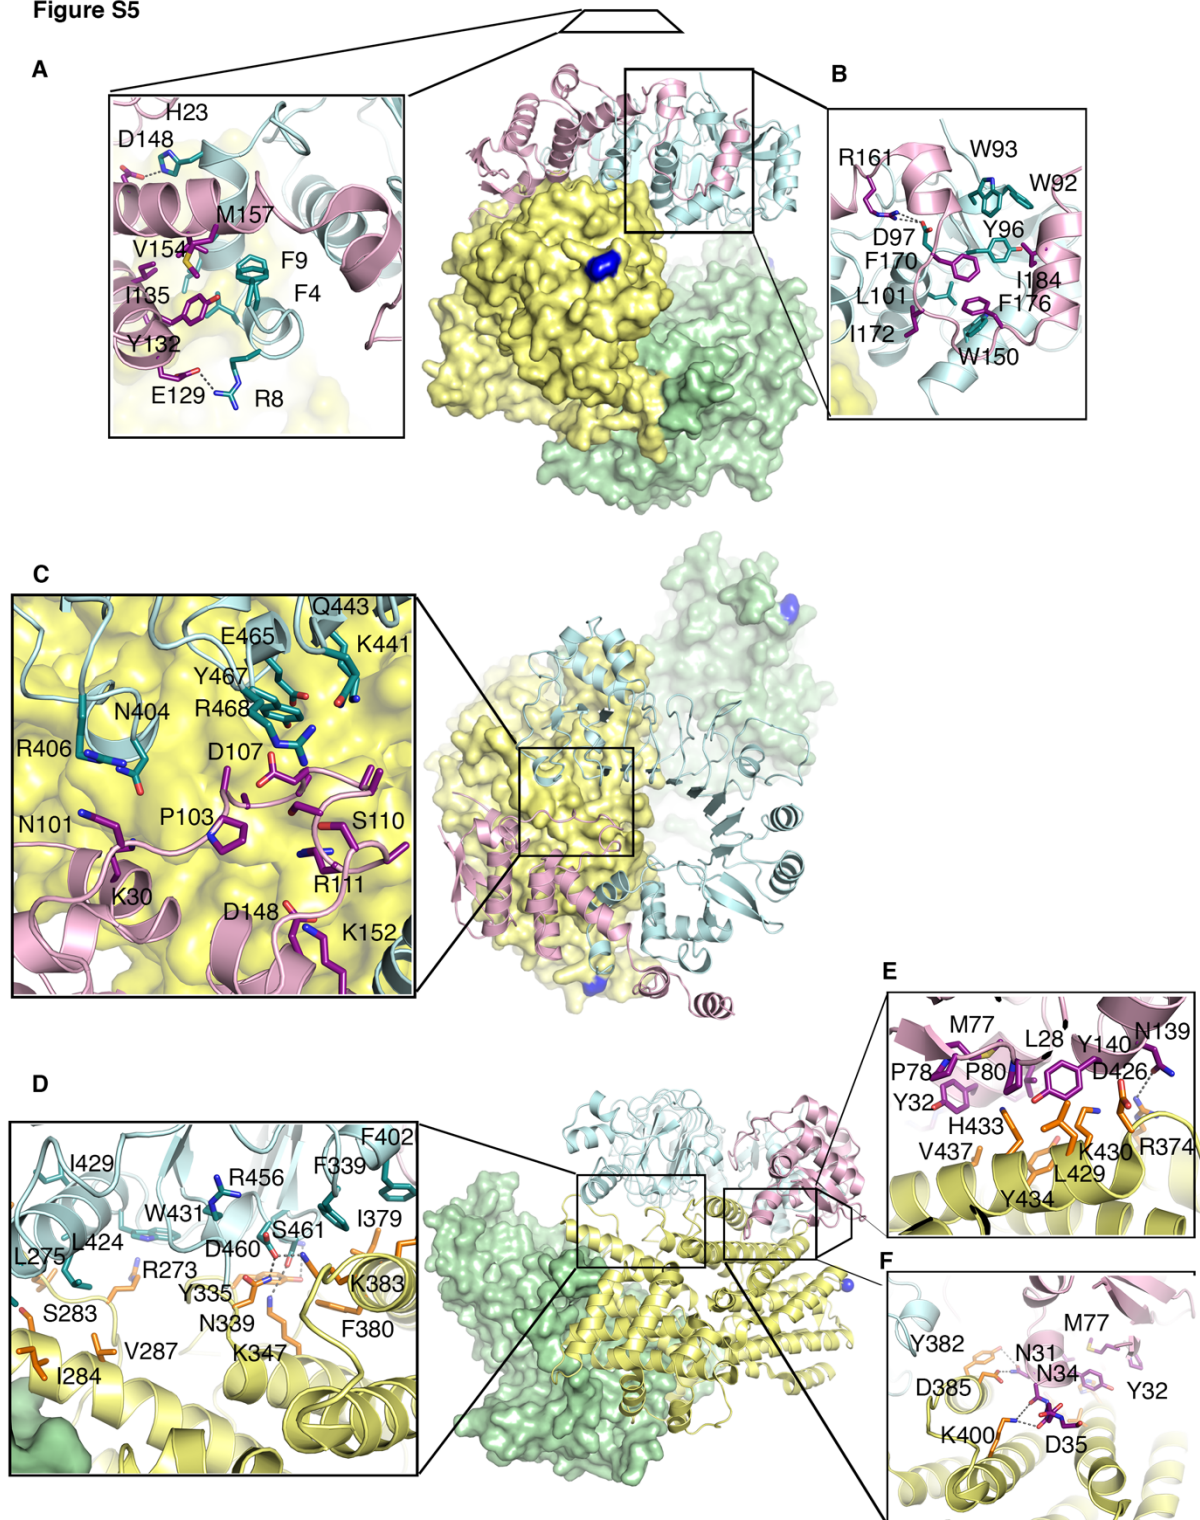 Figure S5
A
B
H23
D148
M157
V154
F9
I135
F4
Y132
E129
R8
W93
R161
W92
Y96
D97
F170
I184
L101
F176
I172
W150
C
Q443
E465
K441
Y467
R468
N404
R406
D107
N101
P103
S110
K30
R111
D148
K152
E
M77
L28
Y140
N139
P78
P80
D426
Y32
H433
V437
K430
R374
L429
Y434
D
F402
I429
R456
F339
W431
S461
I379
L424
D460
L275
R273
Y335
K383
S283
N339
F380
V287
K347
I284
F
M77
Y382
N31
N34
D385
Y32
K400
D35